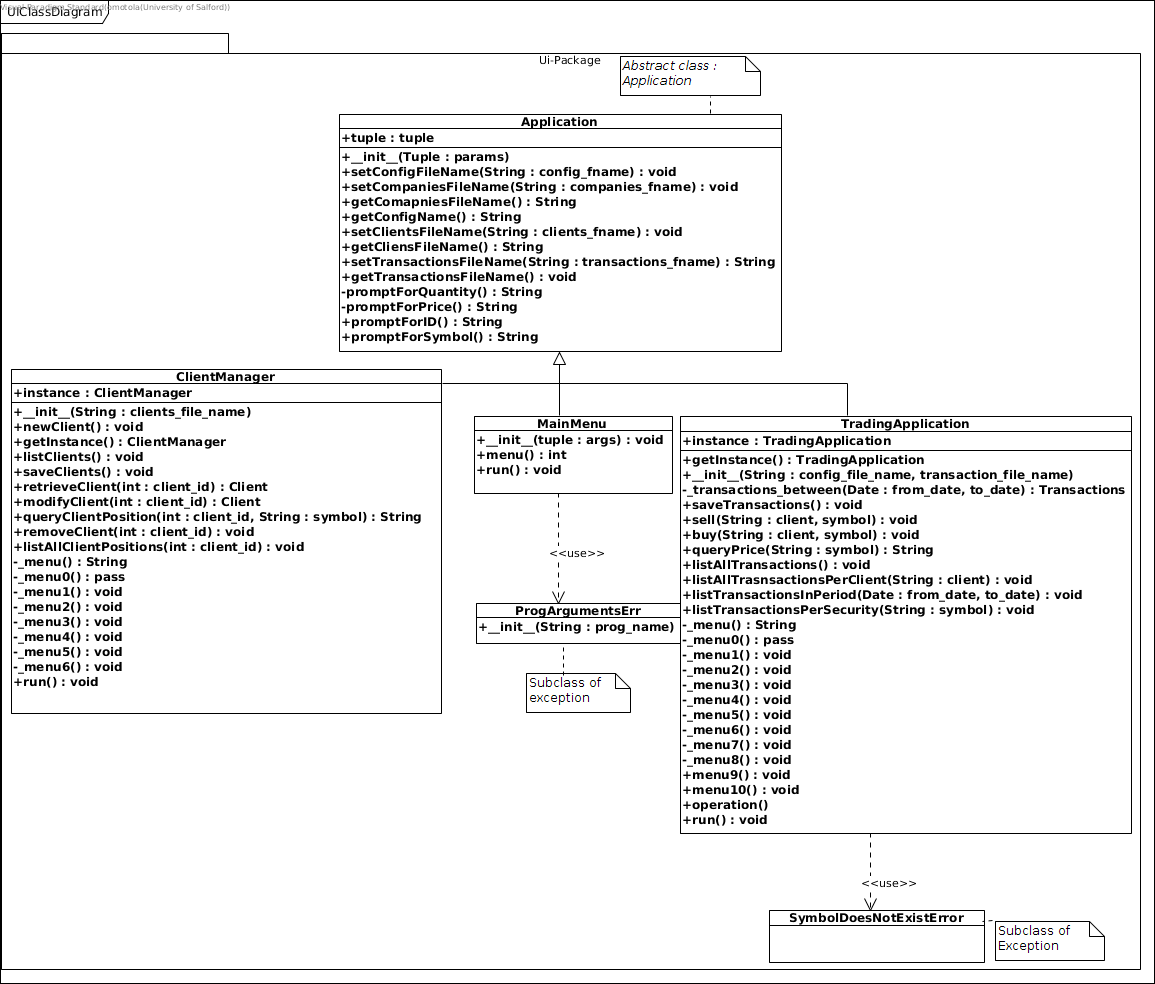 Visual Paradigm Standard(omotola(University of Salford))
UIClassDiagram
Ui-Package
Abstract class :
Application
Application
+tuple : tuple
+__init__(Tuple : params)
+setConfigFileName(String : config_fname) : void
+setCompaniesFileName(String : companies_fname) : void
+getComapniesFileName() : String
+getConfigName() : String
+setClientsFileName(String : clients_fname) : void
+getCliensFileName() : String
+setTransactionsFileName(String : transactions_fname) : String
+getTransactionsFileName() : void
-promptForQuantity() : String
-promptForPrice() : String
+promptForID() : String
+promptForSymbol() : String
ClientManager
+instance : ClientManager
+__init__(String : clients_file_name)
+newClient() : void
+getInstance() : ClientManager
+listClients() : void
+saveClients() : void
+retrieveClient(int : client_id) : Client
+modifyClient(int : client_id) : Client
+queryClientPosition(int : client_id, String : symbol) : String
+removeClient(int : client_id) : void
+listAllClientPositions(int : client_id) : void
-_menu() : String
-_menu0() : pass
-_menu1() : void
-_menu2() : void
-_menu3() : void
-_menu4() : void
-_menu5() : void
-_menu6() : void
+run() : void
MainMenu
+__init__(tuple : args) : void
+menu() : int
+run() : void
<<use>>
ProgArgumentsErr
+__init__(String : prog_name)
Subclass of
exception
TradingApplication
+instance : TradingApplication
+getInstance() : TradingApplication
+__init__(String : config_file_name, transaction_file_name)
-_transactions_between(Date : from_date, to_date) : Transactions
+saveTransactions() : void
+sell(String : client, symbol) : void
+buy(String : client, symbol) : void
+queryPrice(String : symbol) : String
+listAllTransactions() : void
+listAllTrasnsactionsPerClient(String : client) : void
+listTransactionsInPeriod(Date : from_date, to_date) : void
+listTransactionsPerSecurity(String : symbol) : void
-_menu() : String
-_menu0() : pass
-_menu1() : void
-_menu2() : void
-_menu3() : void
-_menu4() : void
-_menu5() : void
-_menu6() : void
-_menu7() : void
-_menu8() : void
+menu9() : void
+menu10() : void
+operation()
+run() : void
<<use>>
SymbolDoesNotExistError
Subclass of
Exception